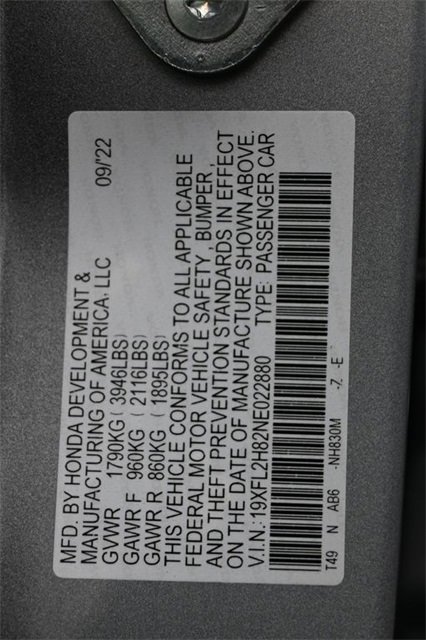 MFD. BY HONDA DEVELOPMENT &
MANUFACTURING OF AMERICA. LLC 09/'22
GVWR 1790KG ( 3946LBS)
GAWR F 960KG ( 2116LBS)
GAWR R 860KG ( 1895LBS)
THIS VEHICLE CONFORMS TO ALL APPLICABLE
FEDERAL MOTOR VEHICLE SAFETY, BUMPER,
AND THEFT PREVENTION STANDARDS IN EFFECT
ON THE DATE OF MANUFACTURE SHOWN ABOVE.
V.I.N.: 19XFL2H82NE022880 TYPE: PASSENGER CAR
T49 N AB6 -NH830M -Z -E